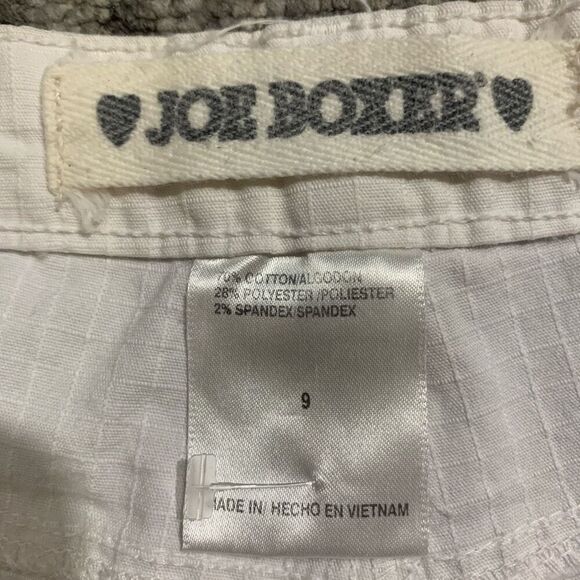 JOE BOXER®
70% COTTON/ALGODON
28% POLYESTER/POLIESTER
2% SPANDEX/SPANDEX
9
MADE IN/ HECHO EN VIETNAM